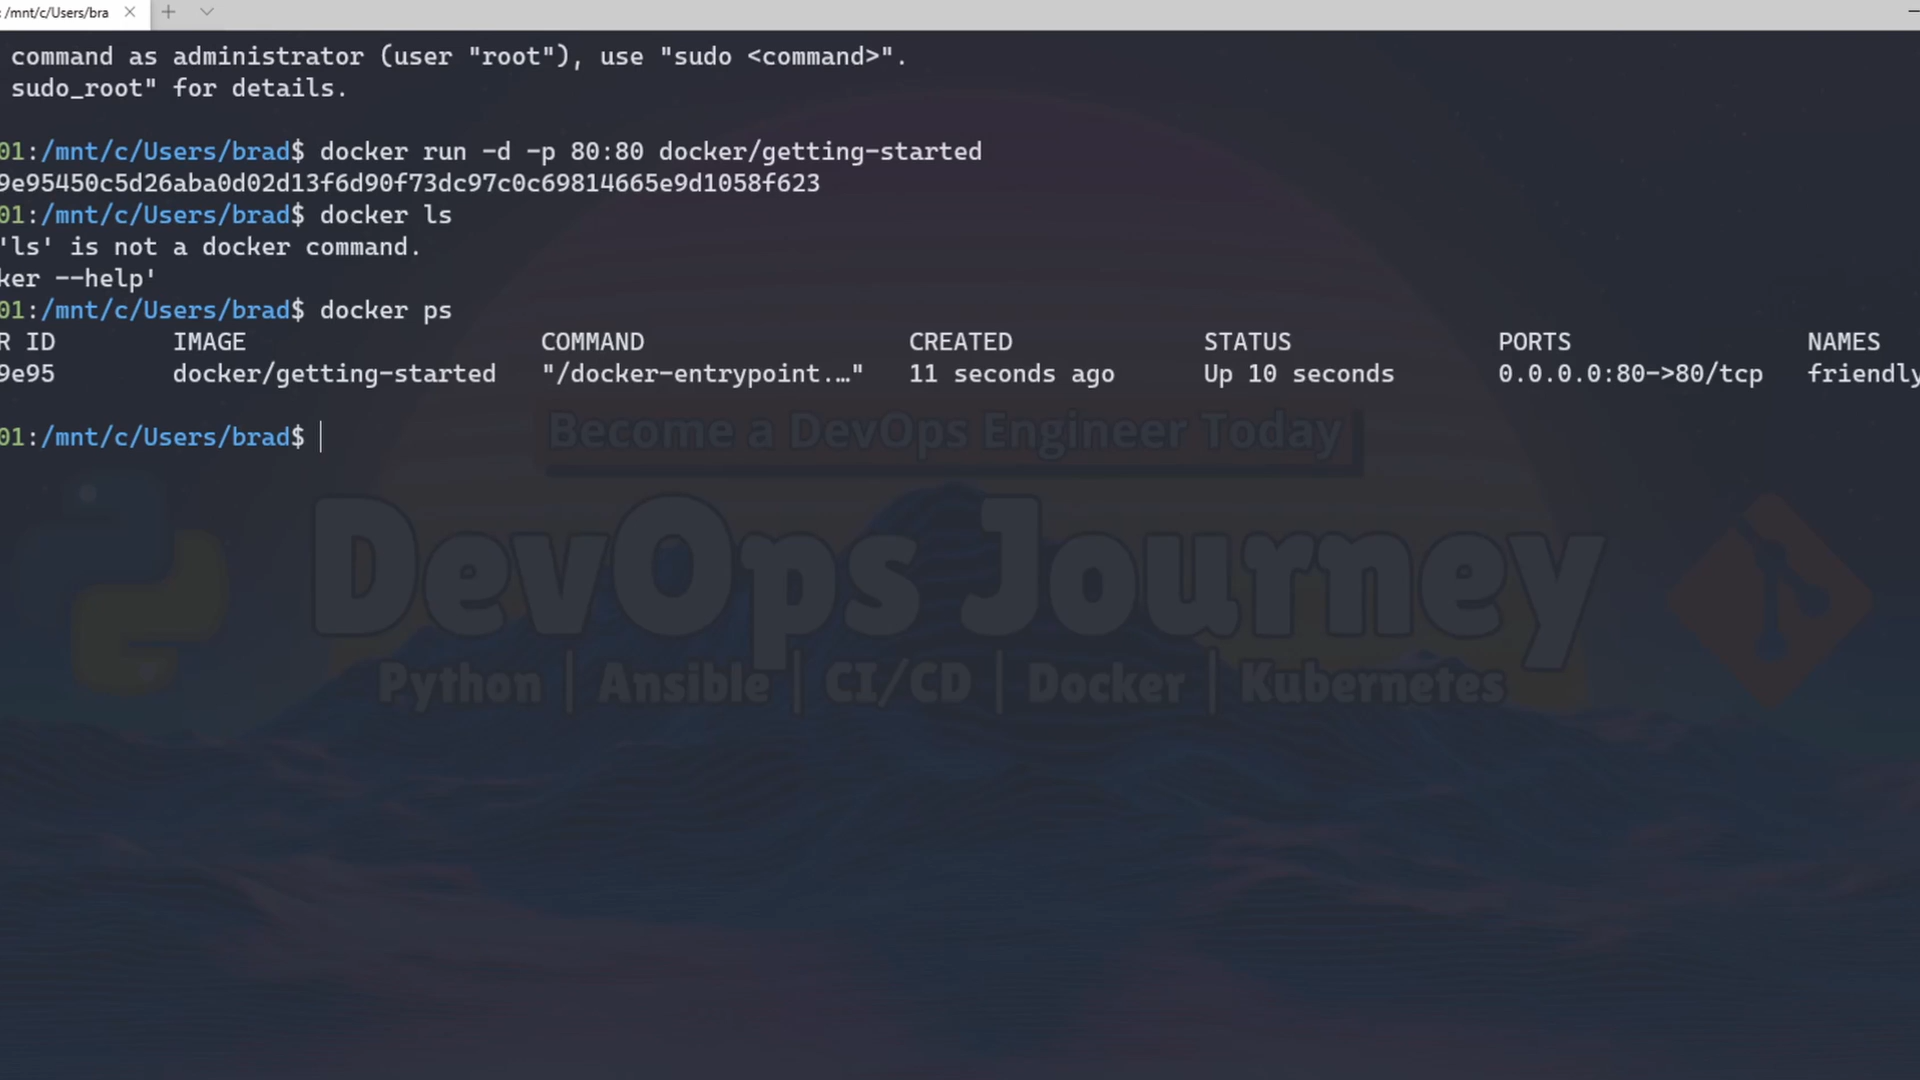 : /mnt/c/Users/bra
command as administrator (user "root"), use "sudo <command>".
sudo_root" for details.
01:/mnt/c/Users/brad$ docker run -d -p 80:80 docker/getting-started
9e95450c5d26aba0d02d13f6d90f73dc97c0c69814665e9d1058f623
01:/mnt/c/Users/brad$ docker ls
'ls' is not a docker command.
ker --help'
01:/mnt/c/Users/brad$ docker ps
R ID IMAGE COMMAND CREATED STATUS PORTS NAMES
9e95 docker/getting-started "/docker-entrypoint.…" 11 seconds ago Up 10 seconds 0.0.0.0:80->80/tcp friendly
01:/mnt/c/Users/brad$
Become a DevOps Engineer Today
DevOps Journey
Python | Ansible | CI/CD | Docker | Kubernetes